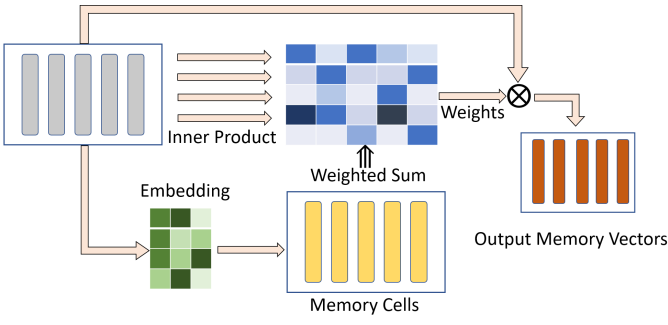 Inner Product
Weights
Weighted Sum
Embedding
Output Memory Vectors
Memory Cells